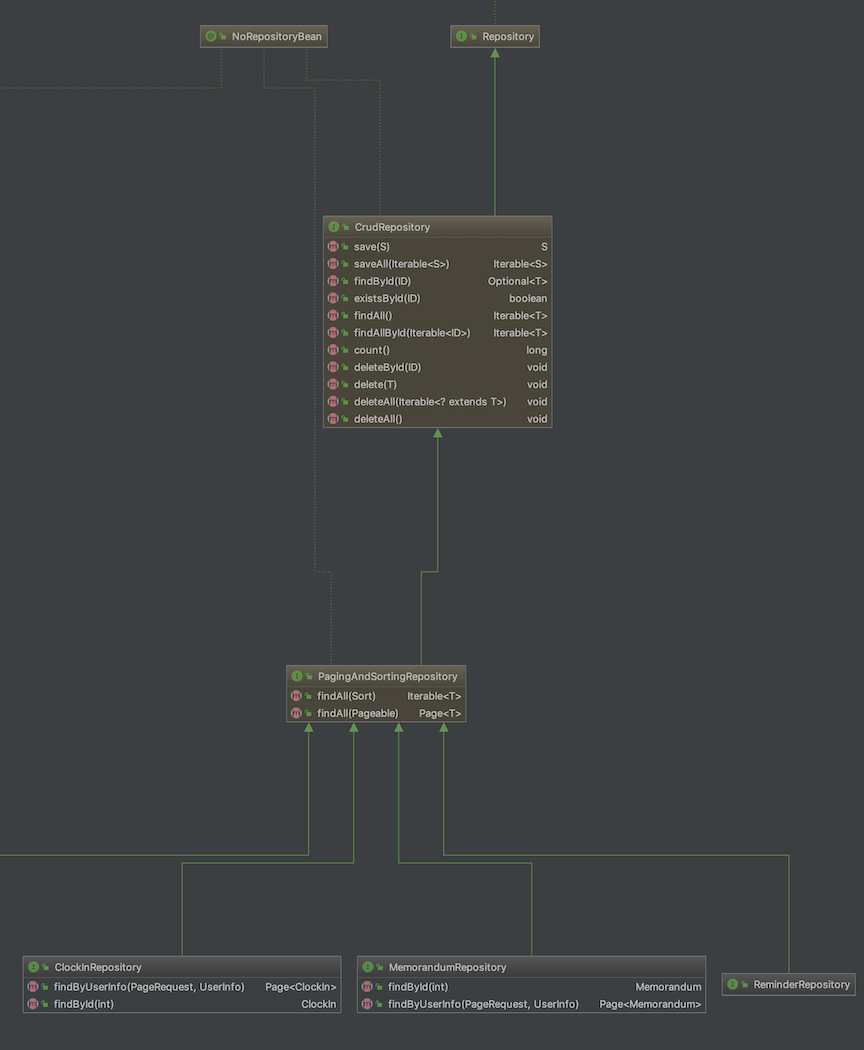 NoRepositoryBean
Repository
CrudRepository
save(S) S
saveAll(Iterable<S>) Iterable<S>
findById(ID) Optional<T>
existsById(ID) boolean
findAll() Iterable<T>
findAllById(Iterable<ID>) Iterable<T>
count() long
deleteById(ID) void
delete(T) void
deleteAll(Iterable<? extends T>) void
deleteAll() void
PagingAndSortingRepository
findAll(Sort) Iterable<T>
findAll(Pageable) Page<T>
ClockInRepository
findByUserInfo(PageRequest, UserInfo) Page<ClockIn>
findById(int) ClockIn
MemorandumRepository
findById(int) Memorandum
findByUserInfo(PageRequest, UserInfo) Page<Memorandum>
ReminderRepository